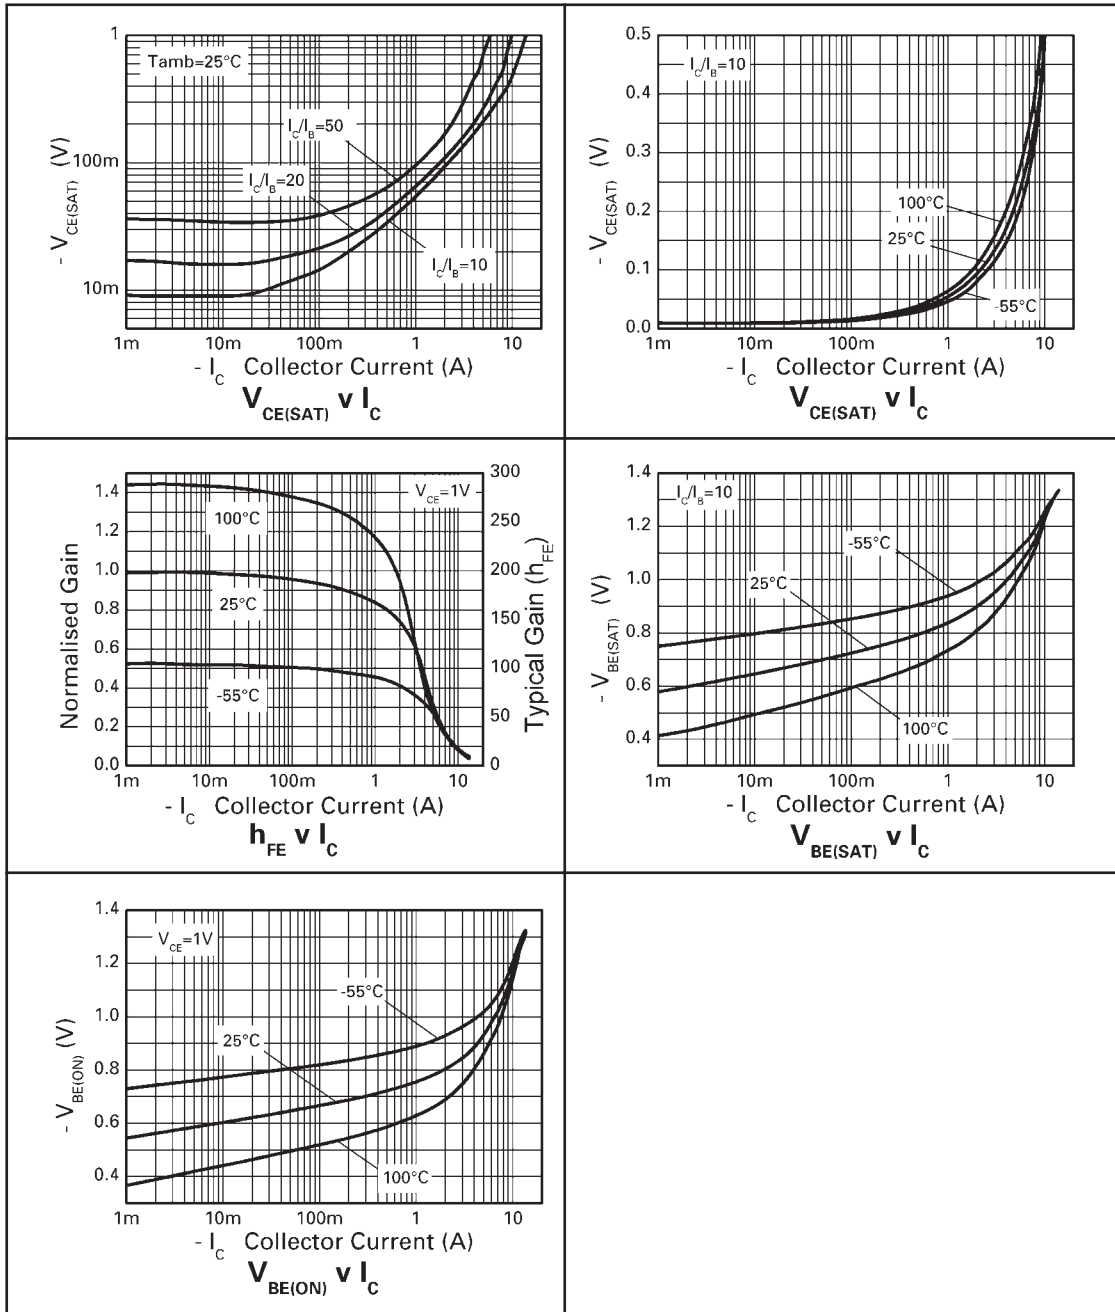 1
Tamb=25°C
I_C/I_B=50
100m
I_C/I_B=20
I_C/I_B=10
10m
- V_CE(SAT) (V)
1m 10m 100m 1 10
- I_C Collector Current (A)
V_CE(SAT) v I_C
0.5
I_C/I_B=10
0.4
0.3
0.2
100°C
25°C
0.1
-55°C
0.0
- V_CE(SAT) (V)
1m 10m 100m 1 10
- I_C Collector Current (A)
V_CE(SAT) v I_C
1.4 300
V_CE=1V
1.2 250
100°C
1.0 200
0.8 150
25°C
0.6 100
0.4
-55°C
0.2 50
0.0 0
Normalised Gain
Typical Gain (h_FE)
1m 10m 100m 1 10
- I_C Collector Current (A)
h_FE v I_C
1.4
I_C/I_B=10
1.2
-55°C
1.0
25°C
0.8
0.6
100°C
0.4
- V_BE(SAT) (V)
1m 10m 100m 1 10
- I_C Collector Current (A)
V_BE(SAT) v I_C
1.4
V_CE=1V
1.2
-55°C
1.0
25°C
0.8
0.6
100°C
0.4
- V_BE(ON) (V)
1m 10m 100m 1 10
- I_C Collector Current (A)
V_BE(ON) v I_C